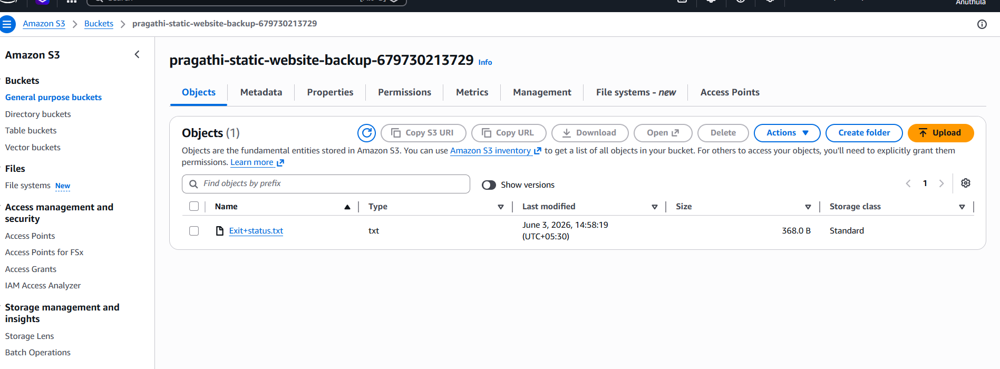 Anuthula
Amazon S3 > Buckets > pragathi-static-website-backup-679730213729
Amazon S3
Buckets
General purpose buckets
Directory buckets
Table buckets
Vector buckets
Files
File systems New
Access management and
security
Access Points
Access Points for FSx
Access Grants
IAM Access Analyzer
Storage management and
insights
Storage Lens
Batch Operations
pragathi-static-website-backup-679730213729 Info
Objects Metadata Properties Permissions Metrics Management File systems - new Access Points
Objects (1) Copy S3 URI Copy URL Download Open Delete Actions Create folder Upload
Objects are the fundamental entities stored in Amazon S3. You can use Amazon S3 inventory to get a list of all objects in your bucket. For others to access your objects, you'll need to explicitly grant them
permissions. Learn more
Find objects by prefix Show versions 1
Name Type Last modified Size Storage class
Exit+status.txt txt June 3, 2026, 14:58:19 368.0 B Standard
(UTC+05:30)